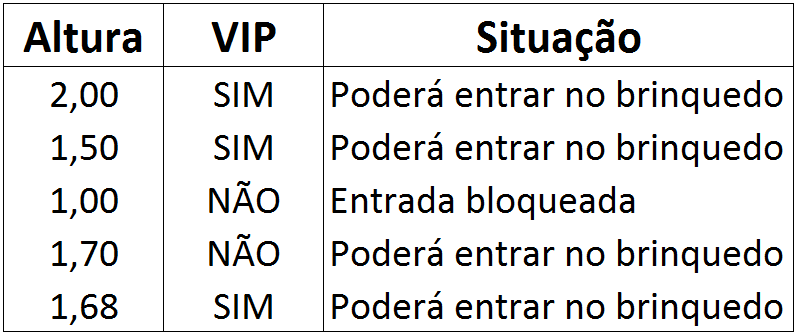 Altura VIP Situação
2,00 SIM Poderá entrar no brinquedo
1,50 SIM Poderá entrar no brinquedo
1,00 NÃO Entrada bloqueada
1,70 NÃO Poderá entrar no brinquedo
1,68 SIM Poderá entrar no brinquedo